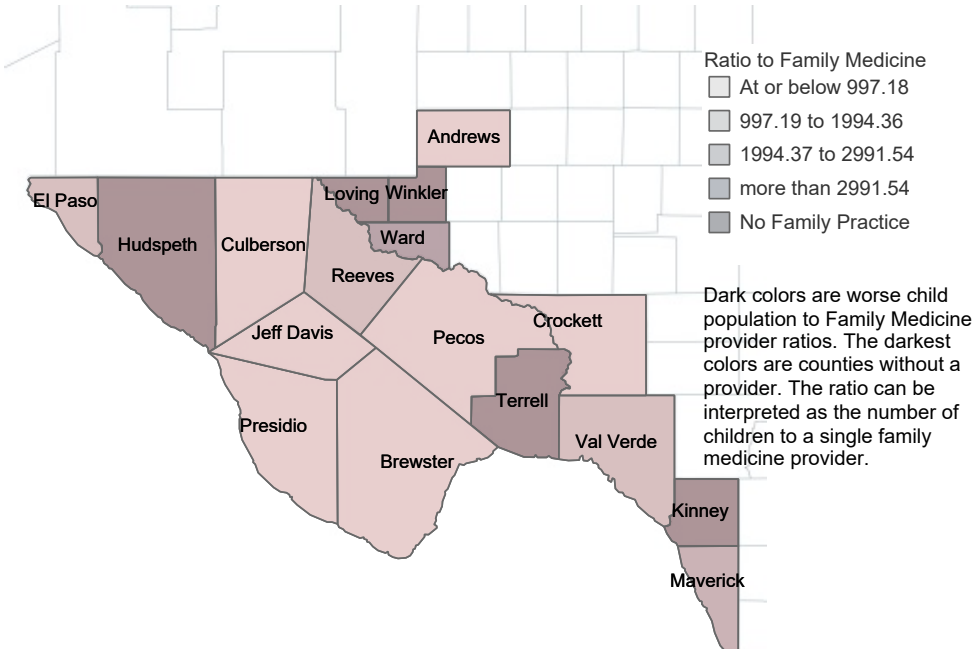 Ratio to Family Medicine
At or below 997.18
997.19 to 1994.36
1994.37 to 2991.54
more than 2991.54
No Family Practice
Andrews
El Paso
Hudspeth
Culberson
Loving
Winkler
Ward
Reeves
Jeff Davis
Pecos
Crockett
Terrell
Presidio
Brewster
Val Verde
Kinney
Maverick
Dark colors are worse child
population to Family Medicine
provider ratios. The darkest
colors are counties without a
provider. The ratio can be
interpreted as the number of
children to a single family
medicine provider.